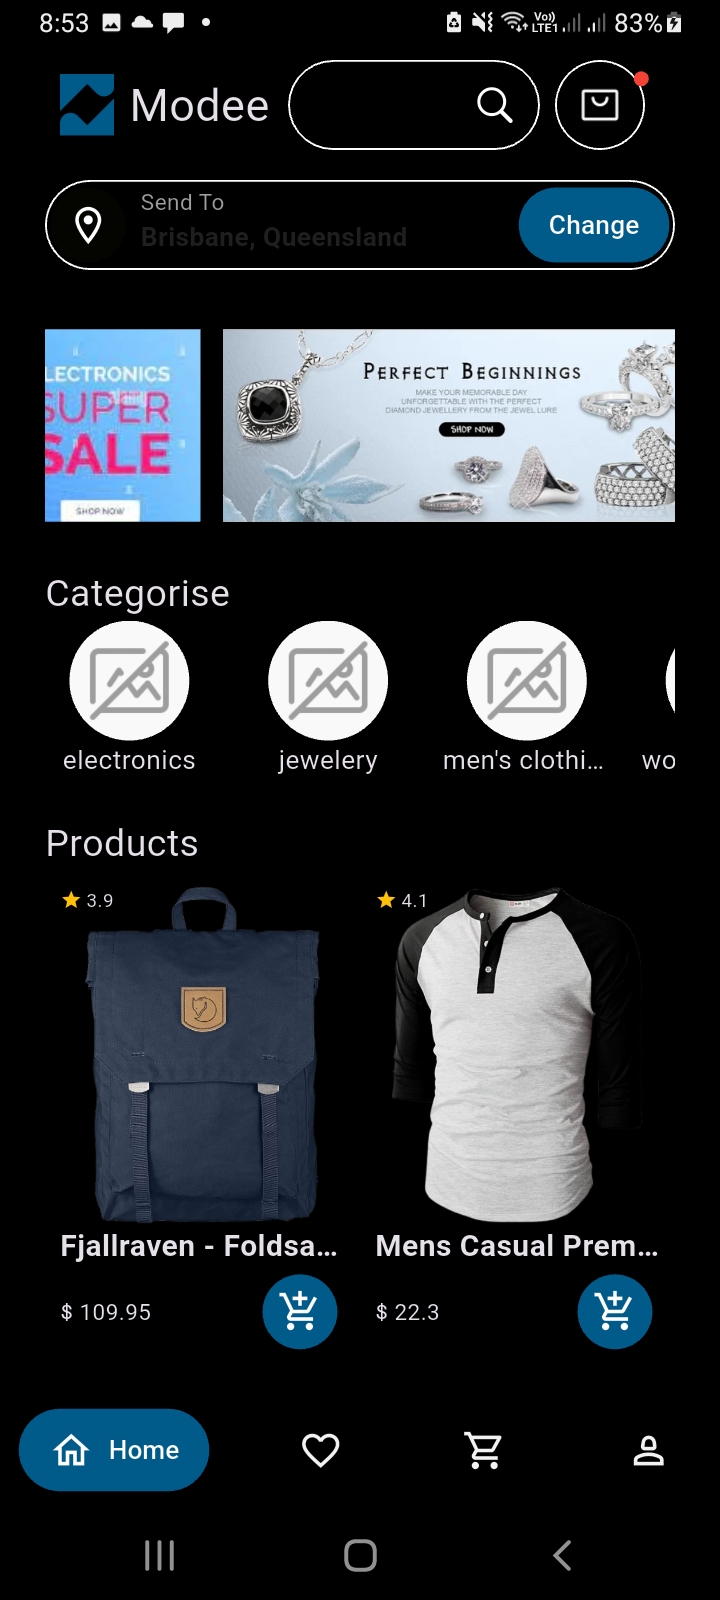 8:53
Vo))
LTE1
83%
Modee
Send To
Brisbane, Queensland
Change
LECTRONICS
SUPER
SALE
SHOP NOW
PERFECT BEGINNINGS
MAKE YOUR MEMORABLE DAY
UNFORGETTABLE WITH THE PERFECT
DIAMOND JEWELLERY FROM THE JEWEL LURE
SHOP NOW
Categorise
electronics
jewelery
men's clothi...
wo
Products
3.9
4.1
Fjallraven - Foldsa...
Mens Casual Prem...
$ 109.95
$ 22.3
Home